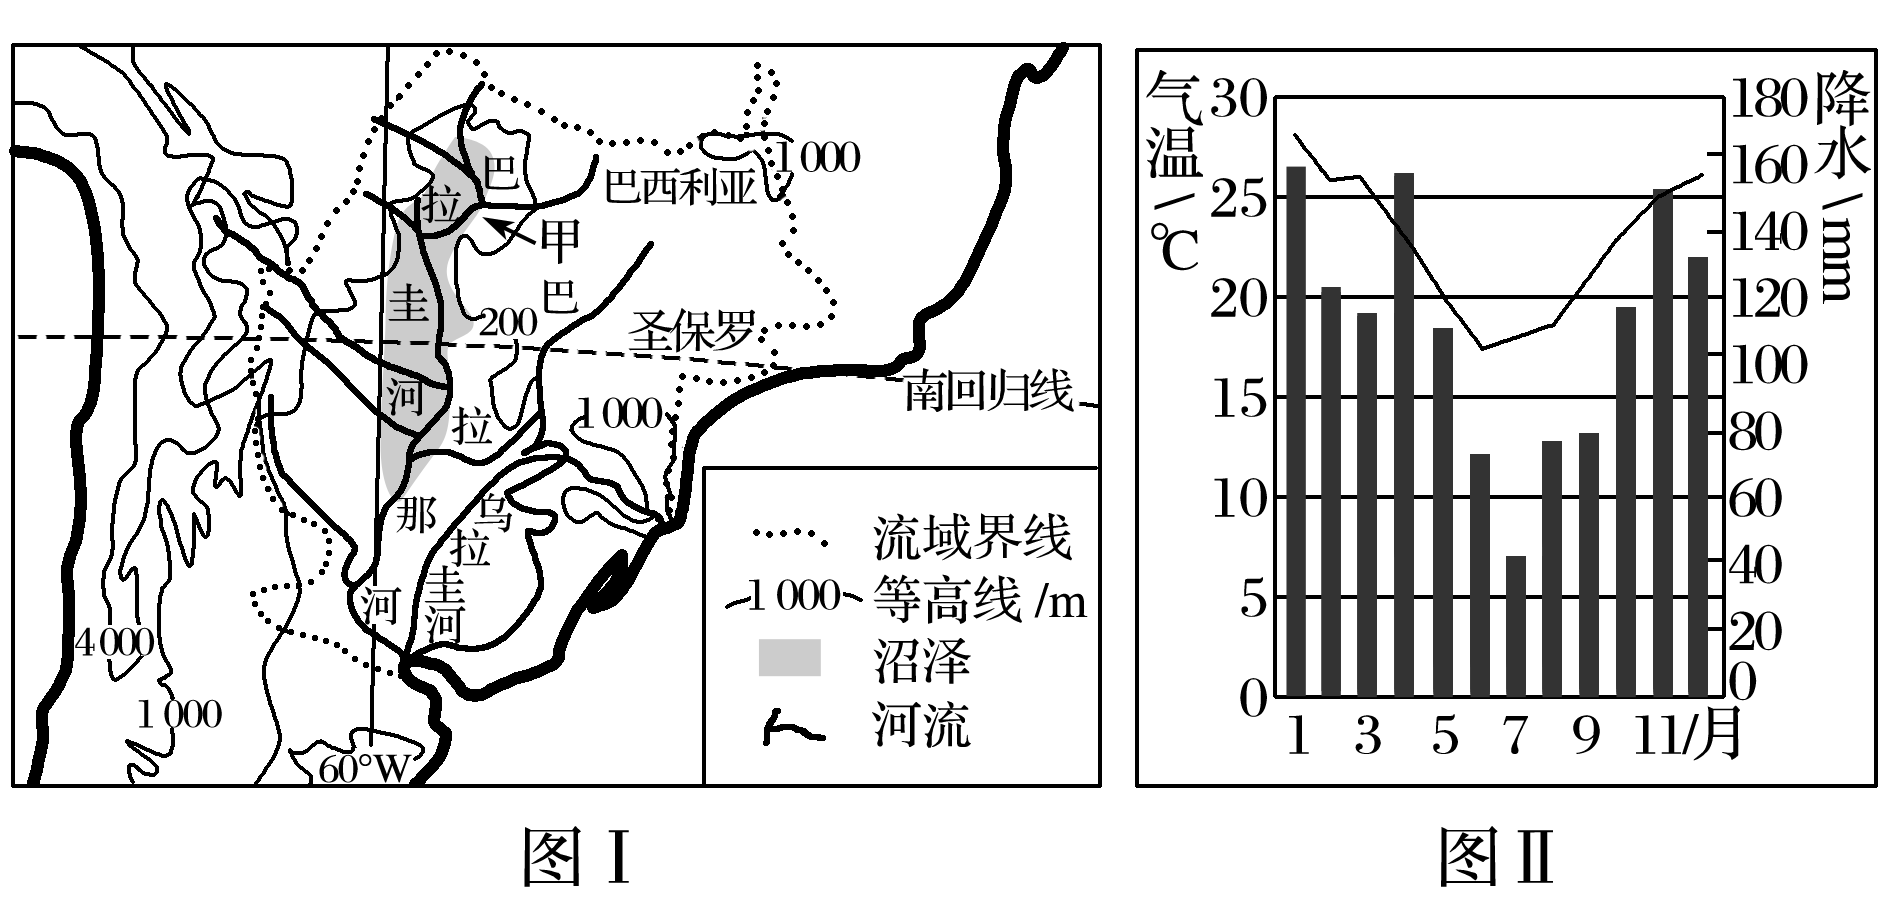 巴
巴西利亚
1 000
拉
甲
圭
巴
200
圣保罗
河
拉
1 000
南回归线
那
乌
拉
圭
河
河
4 000
1 000
60°W
流域界线
1 000
等高线 /m
沼泽
河流
图 Ⅰ
气温/℃
30
25
20
15
10
5
0
降水/mm
180
160
140
120
100
80
60
40
20
0
1 3 5 7 9 11/月
图 Ⅱ